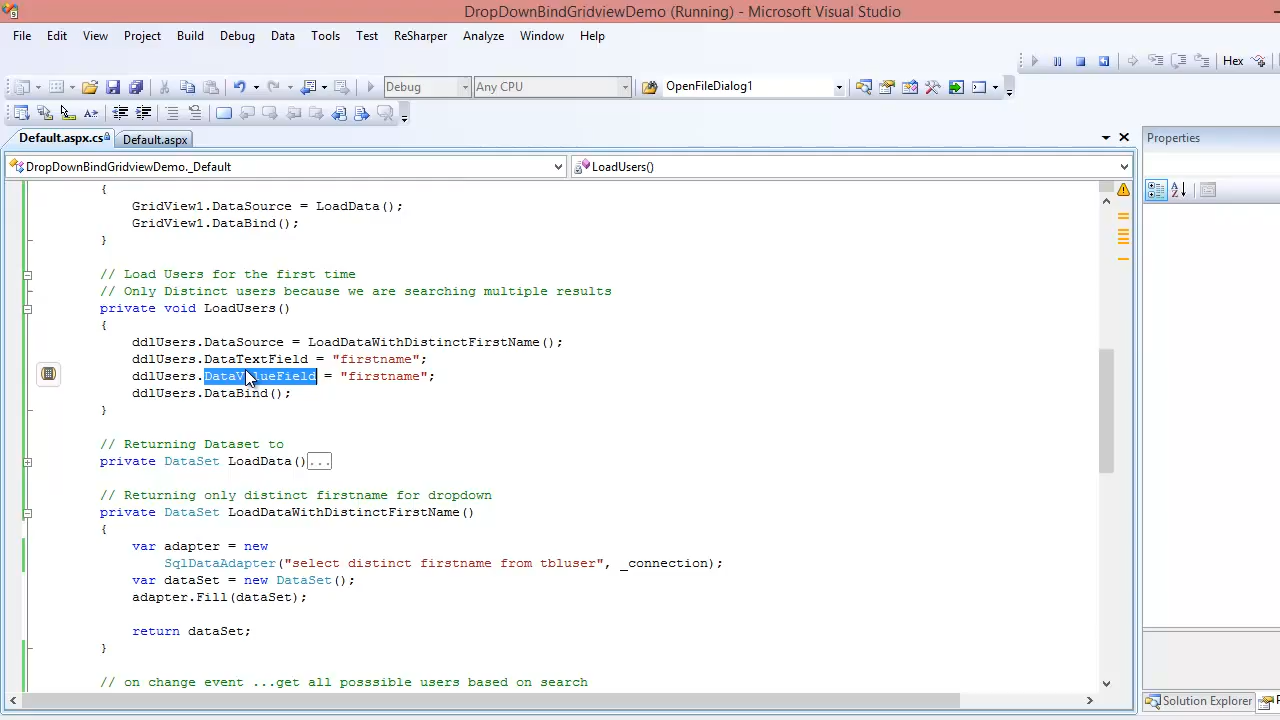 DropDownBindGridviewDemo (Running) - Microsoft Visual Studio
File Edit View Project Build Debug Data Tools Test ReSharper Analyze Window Help
Hex
Debug Any CPU OpenFileDialog1
Default.aspx.cs Default.aspx
Properties
DropDownBindGridviewDemo._Default LoadUsers()
{
GridView1.DataSource = LoadData();
GridView1.DataBind();
}
// Load Users for the first time
// Only Distinct users because we are searching multiple results
private void LoadUsers()
{
ddlUsers.DataSource = LoadDataWithDistinctFirstName();
ddlUsers.DataTextField = "firstname";
ddlUsers.DataValueField = "firstname";
ddlUsers.DataBind();
}
// Returning Dataset to
private DataSet LoadData()...
// Returning only distinct firstname for dropdown
private DataSet LoadDataWithDistinctFirstName()
{
var adapter = new
SqlDataAdapter("select distinct firstname from tbluser", _connection);
var dataSet = new DataSet();
adapter.Fill(dataSet);
return dataSet;
}
// on change event ...get all posssible users based on search
Solution Explorer